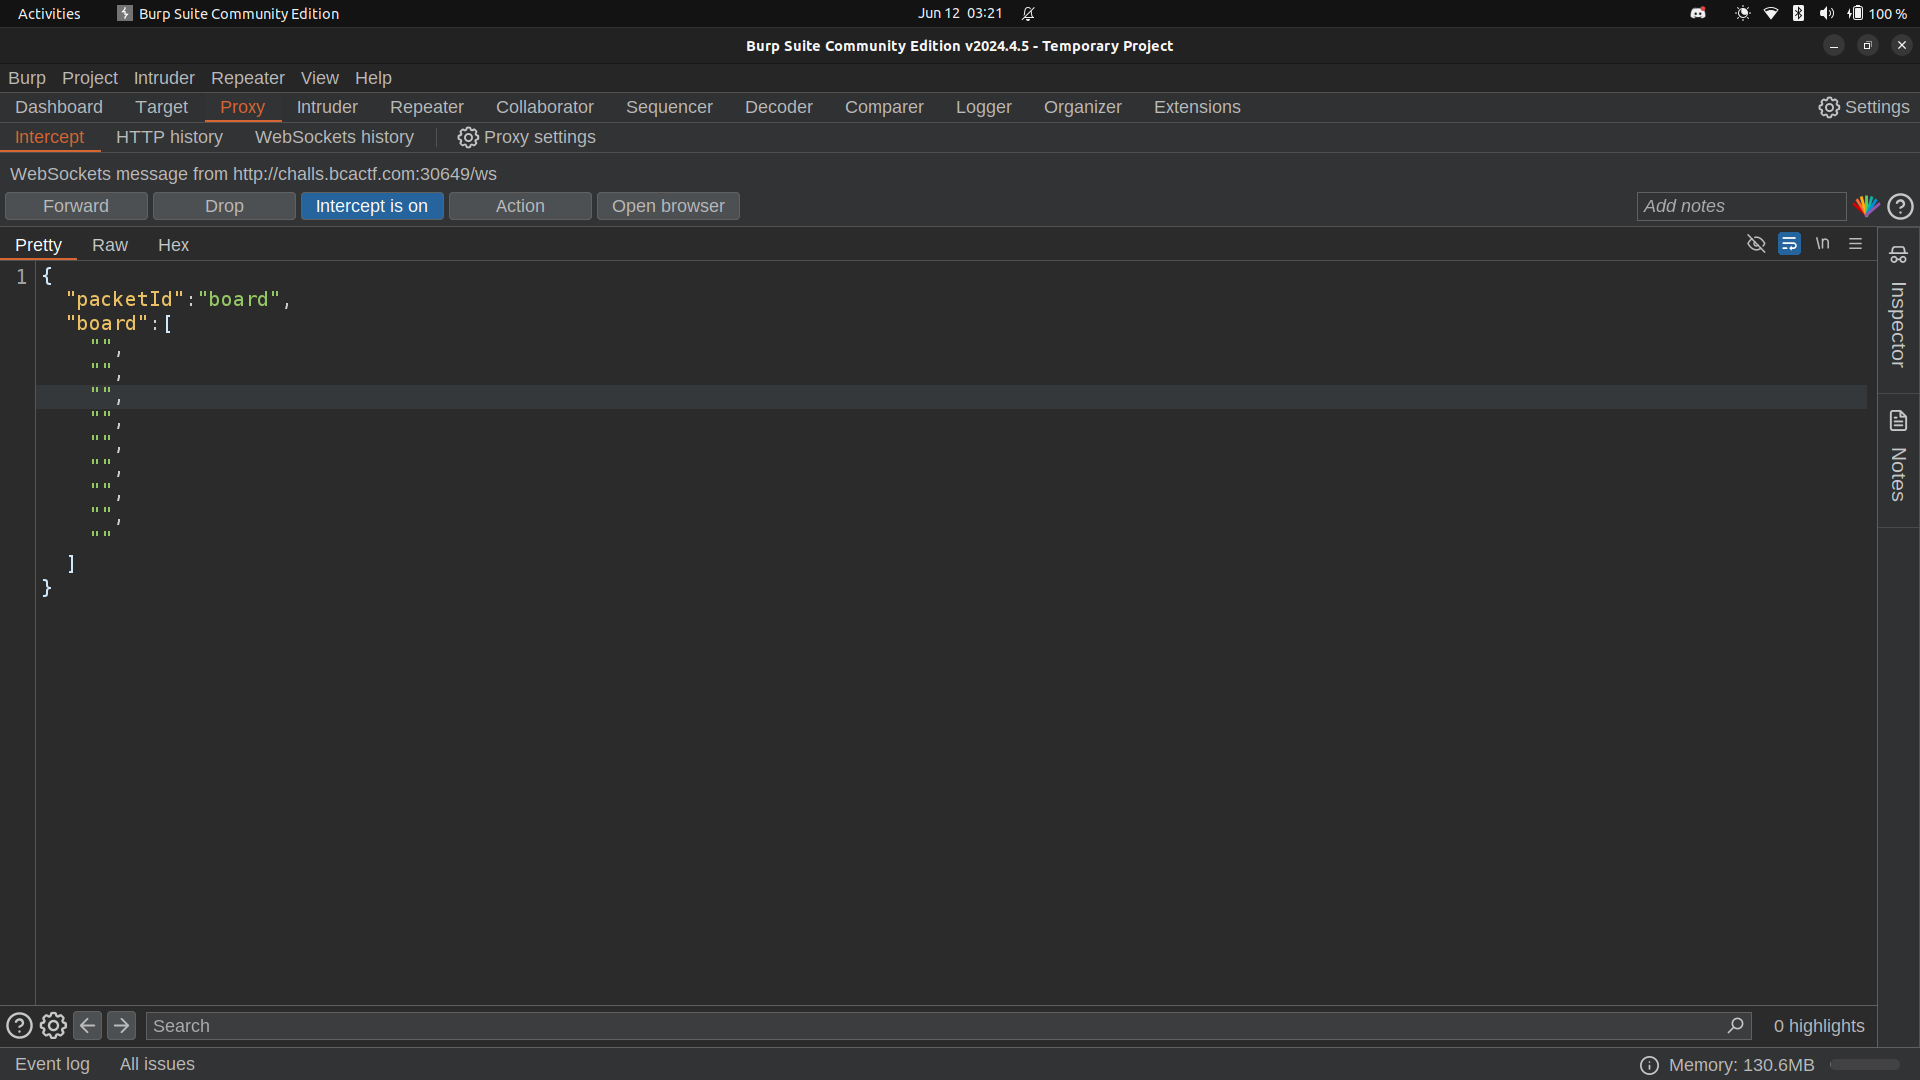 Activities Burp Suite Community Edition Jun 12 03:21 100 %
Burp Suite Community Edition v2024.4.5 - Temporary Project
Burp Project Intruder Repeater View Help
Dashboard Target Proxy Intruder Repeater Collaborator Sequencer Decoder Comparer Logger Organizer Extensions Settings
Intercept HTTP history WebSockets history Proxy settings
WebSockets message from http://challs.bcactf.com:30649/ws
Forward Drop Intercept is on Action Open browser Add notes
Pretty Raw Hex \n
1 {
"packetId":"board",
"board":[
"",
"",
"",
"",
"",
"",
"",
"",
""
]
}
Inspector
Notes
Search 0 highlights
Event log All issues Memory: 130.6MB